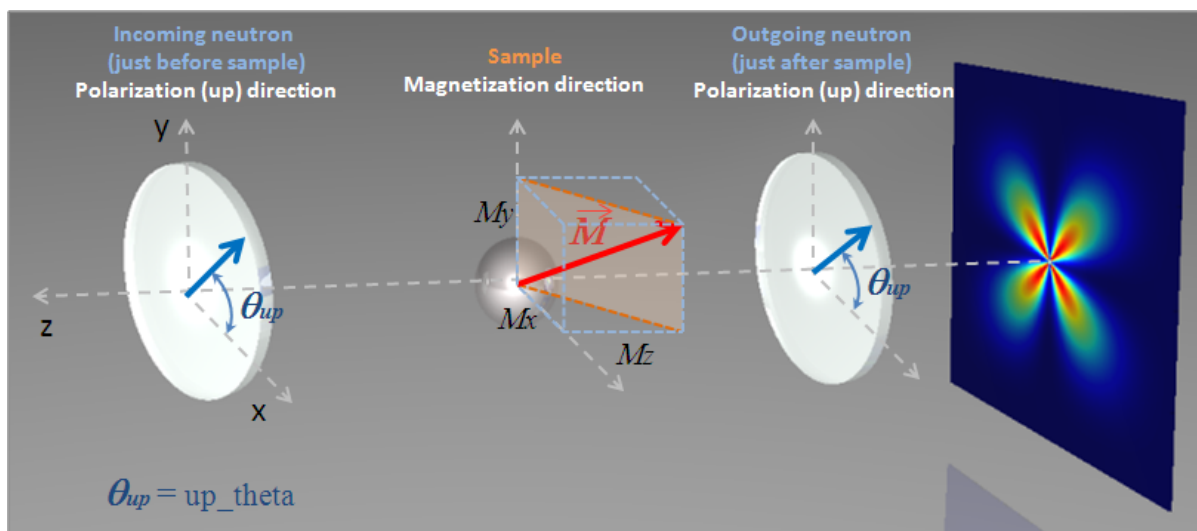 Incoming neutron
(just before sample)
Polarization (up) direction
Sample
Magnetization direction
Outgoing neutron
(just after sample)
Polarization (up) direction
y
z
x
θup
My
M
Mx
Mz
θup
θup = up_theta